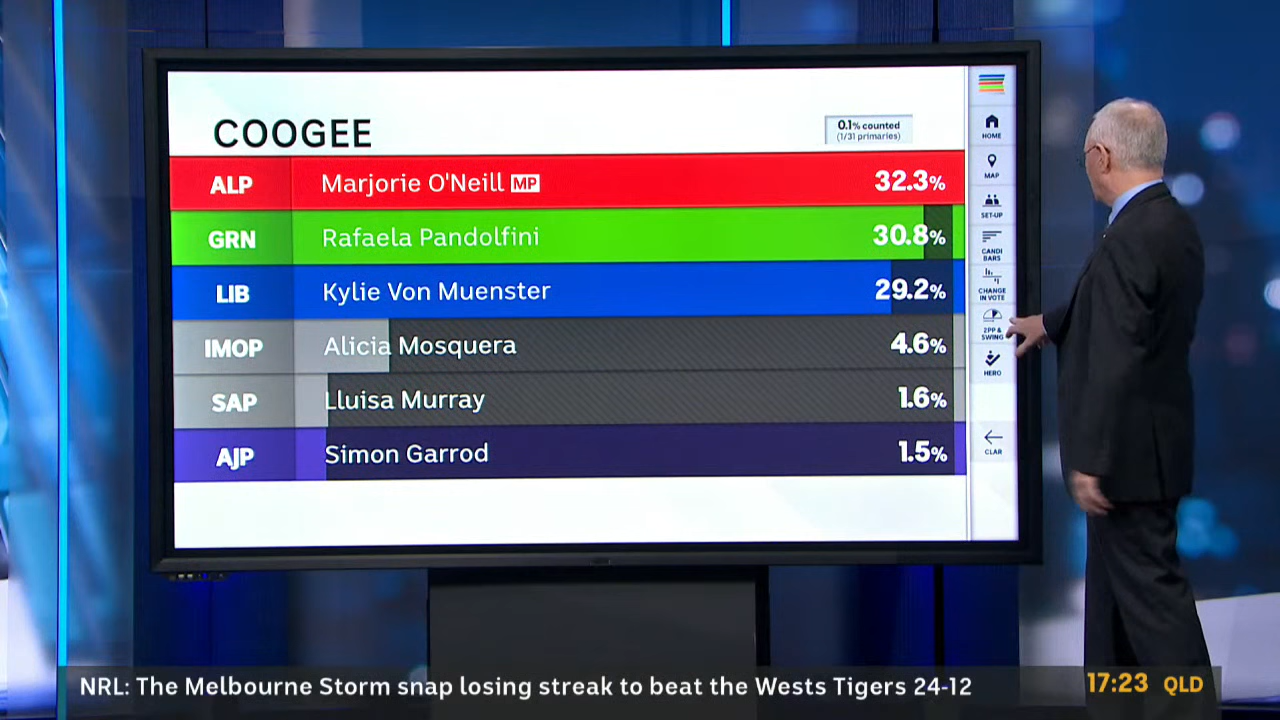 COOGEE
0.1% counted
(1/31 primaries)
ALP Marjorie O'Neill MP 32.3%
GRN Rafaela Pandolfini 30.8%
LIB Kylie Von Muenster 29.2%
IMOP Alicia Mosquera 4.6%
SAP Lluisa Murray 1.6%
AJP Simon Garrod 1.5%
HOME
MAP
SET-UP
CANDI
BARS
CHANGE
IN VOTE
2PP &
SWING
HERO
CLAR
NRL: The Melbourne Storm snap losing streak to beat the Wests Tigers 24-12
17:23 QLD